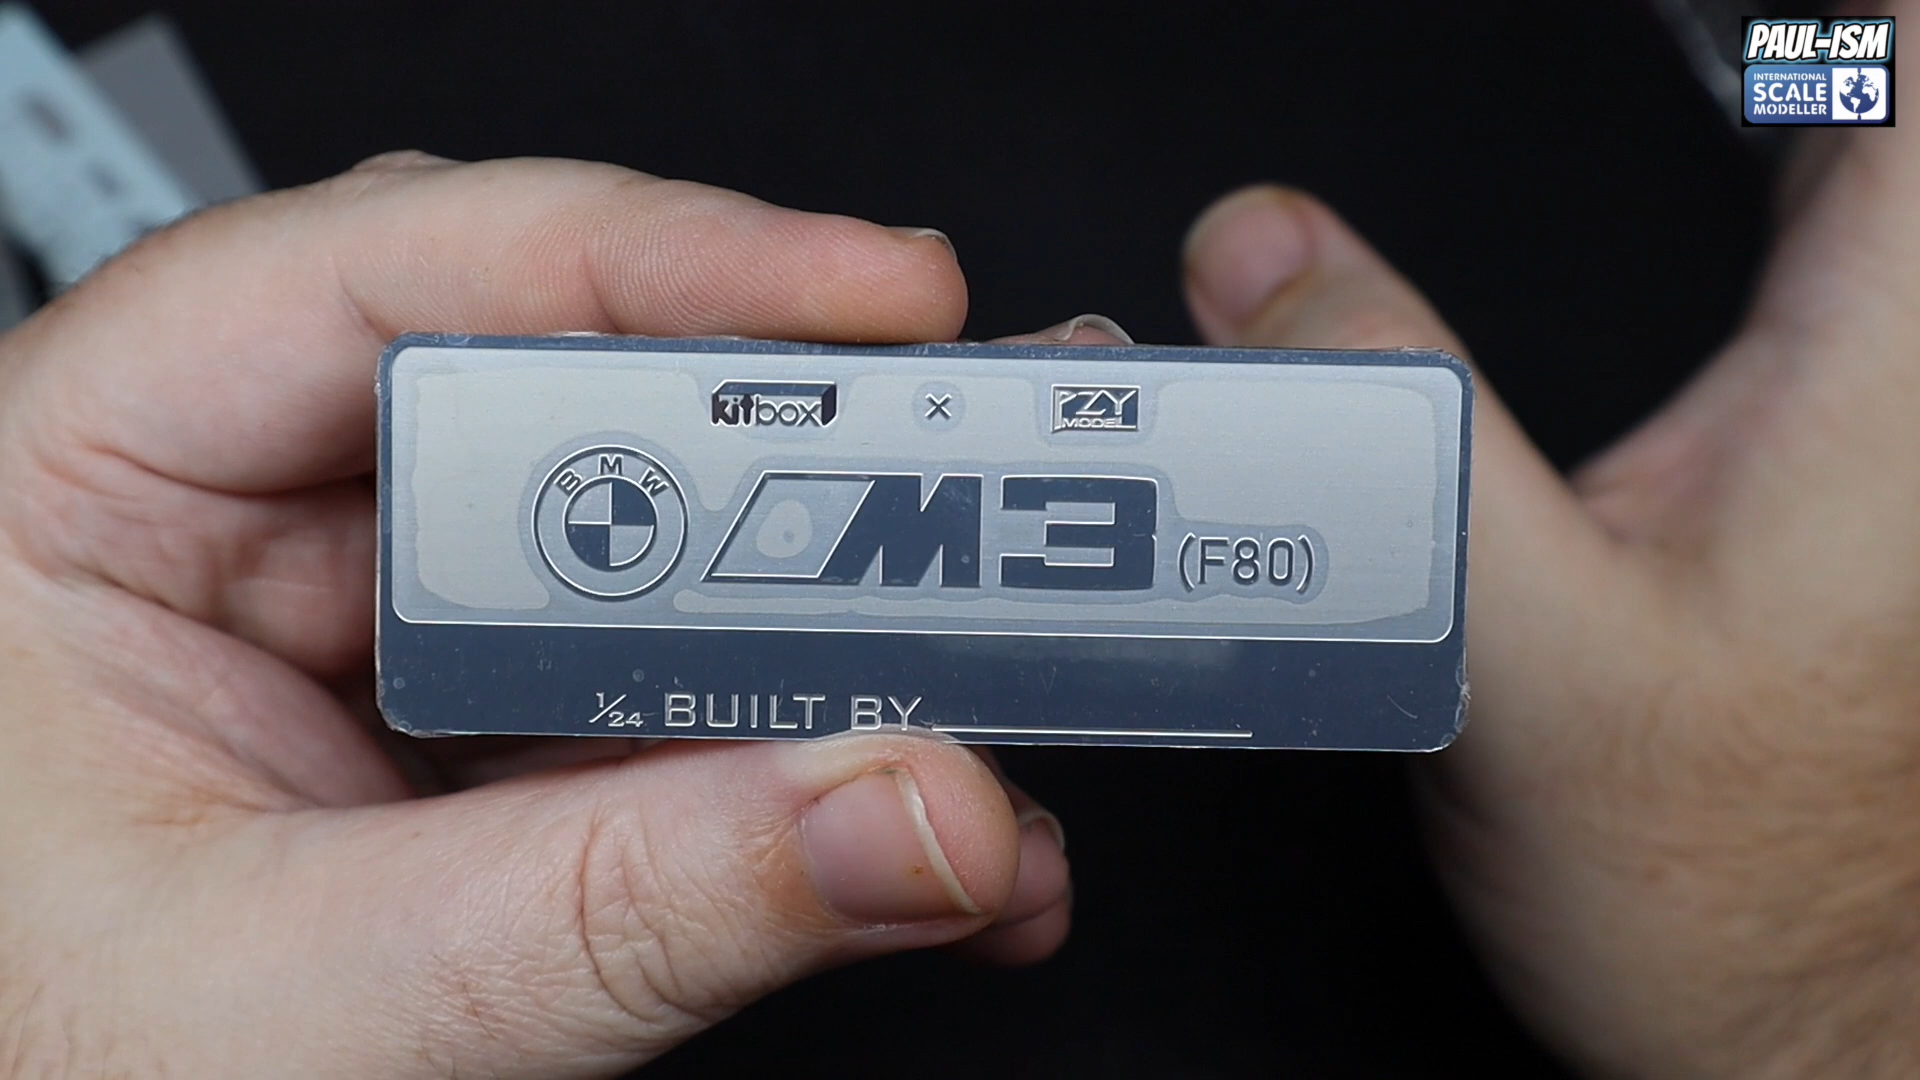 PAUL-ISM
INTERNATIONAL
SCALE
MODELLER
kitbox × PZY
MODEL
BMW M3 (F80)
1/24 BUILT BY